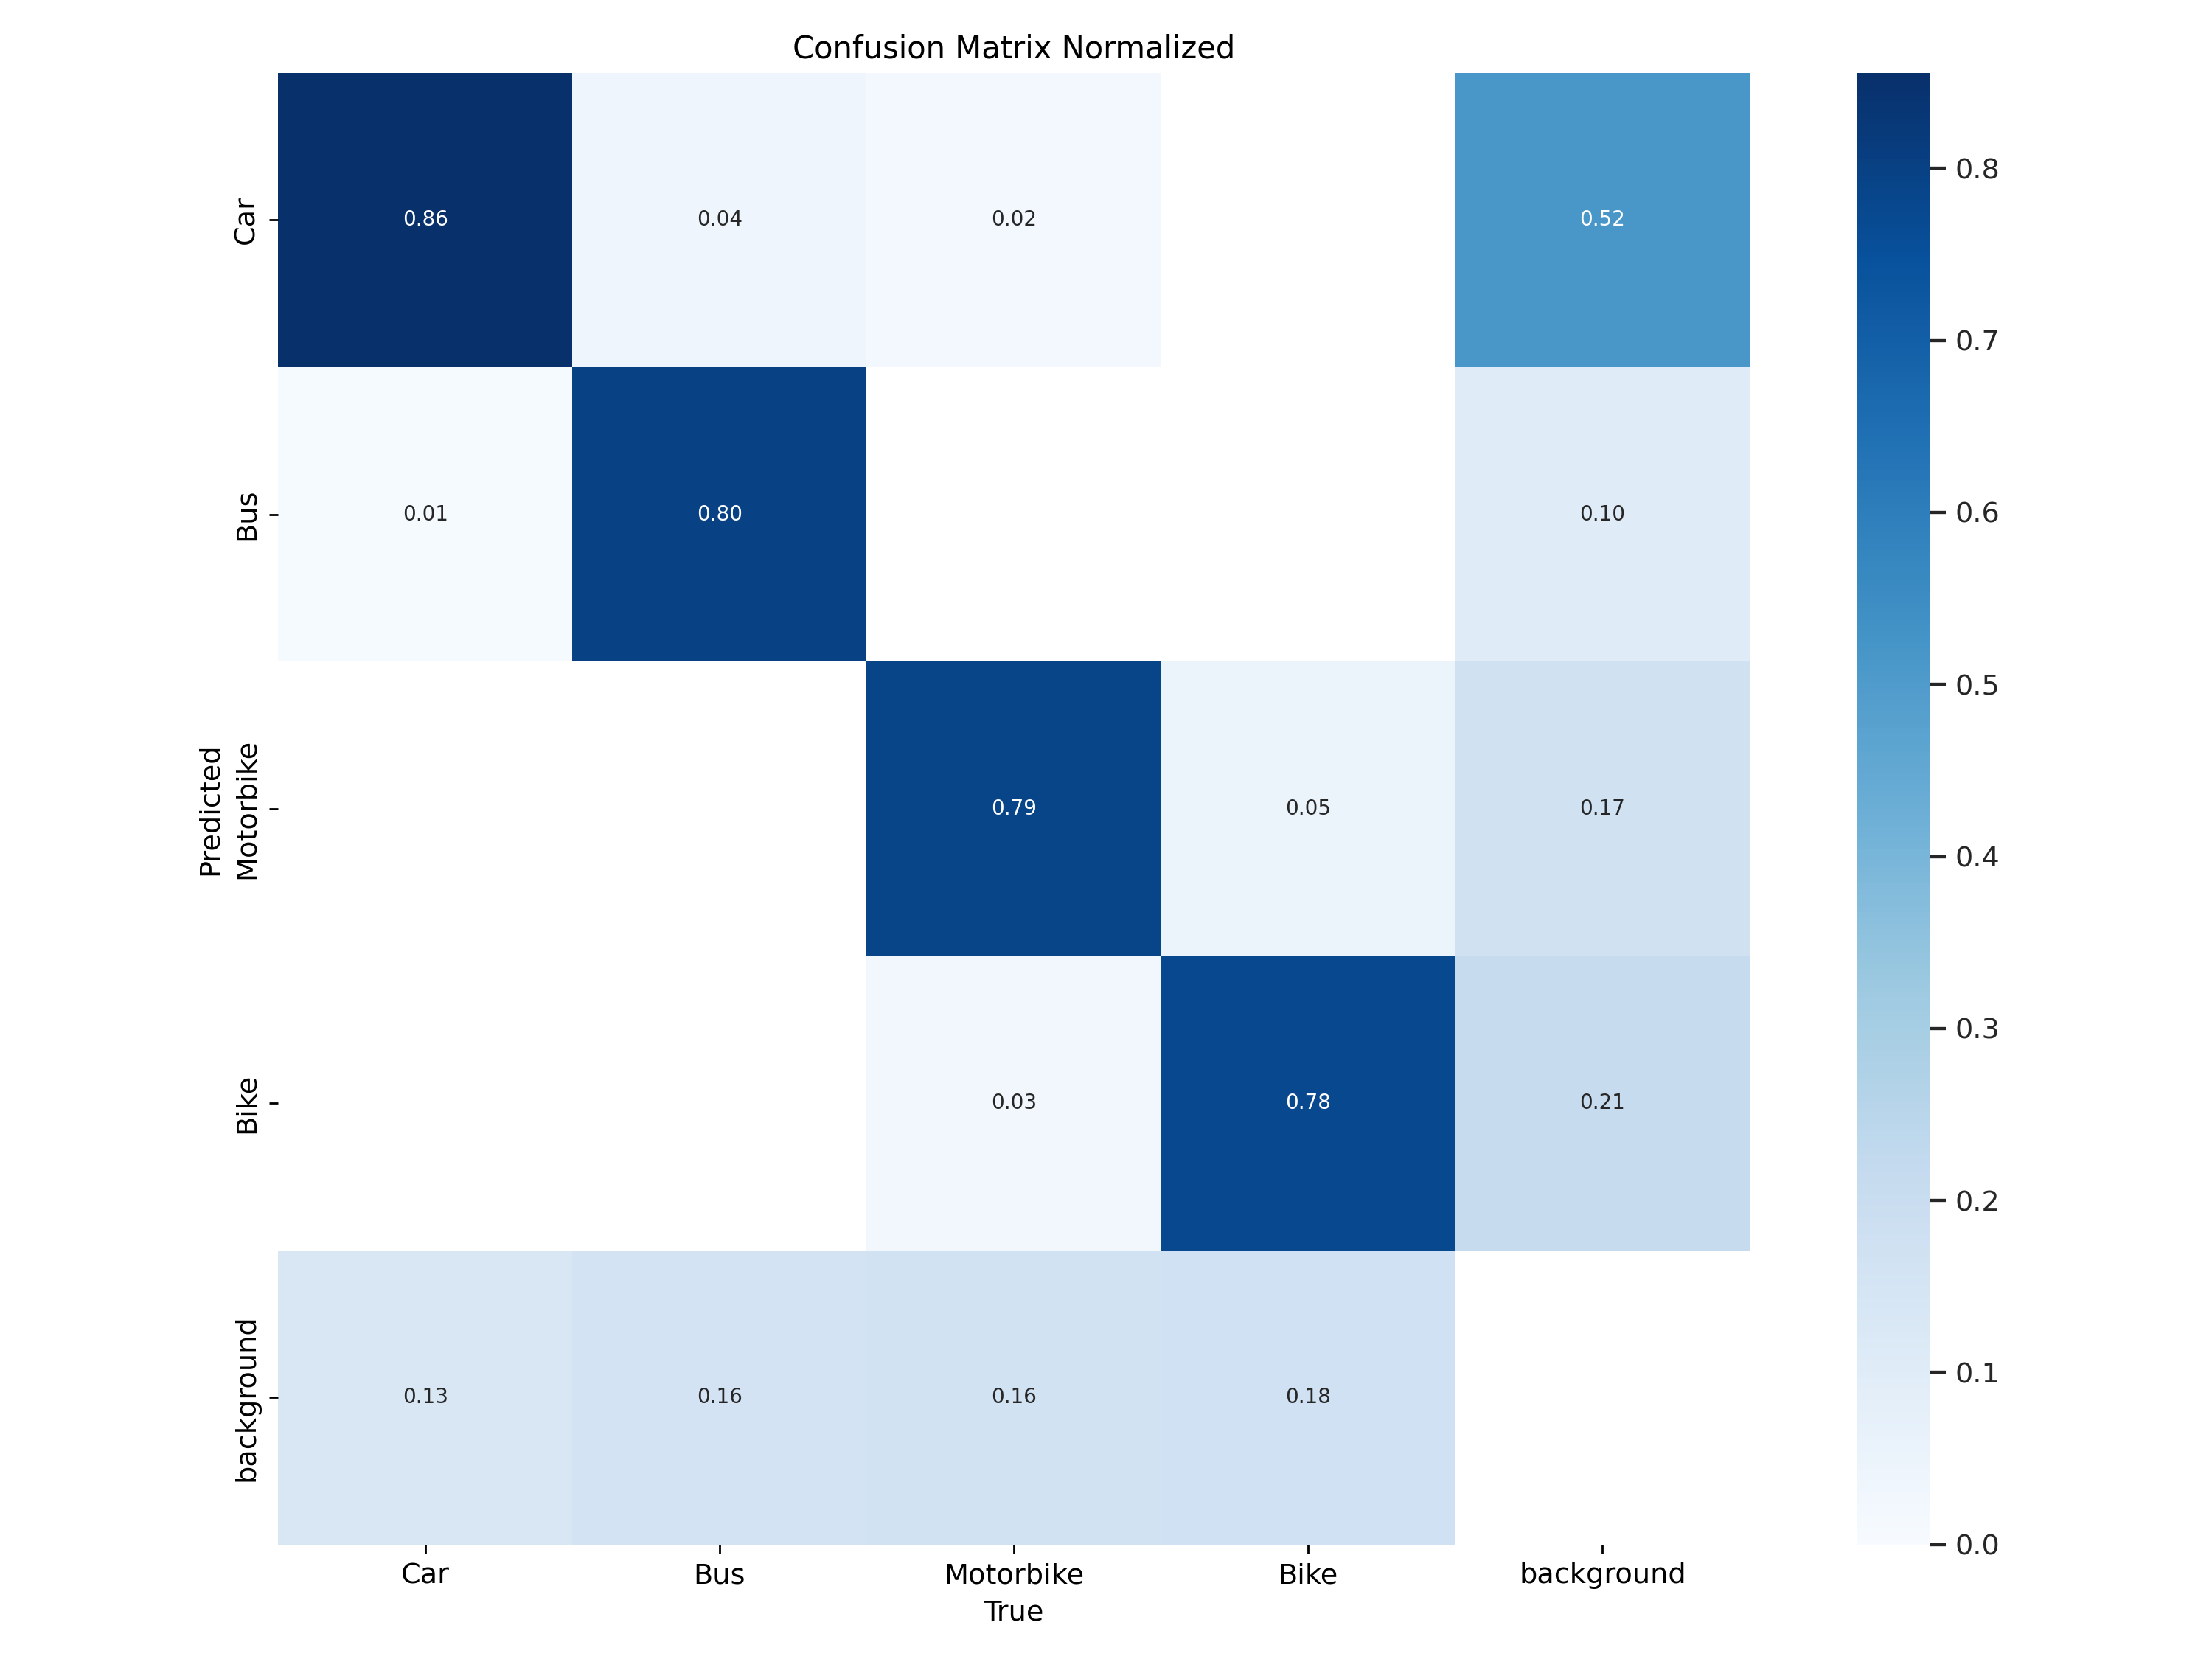 Confusion Matrix Normalized
Car
0.86
0.04
0.02
0.52
0.8
0.7
Bus
0.01
0.80
0.10
0.6
0.5
Predicted
Motorbike
0.79
0.05
0.17
0.4
0.3
Bike
0.03
0.78
0.21
0.2
0.1
background
0.13
0.16
0.16
0.18
0.0
Car
Bus
Motorbike
Bike
background
True